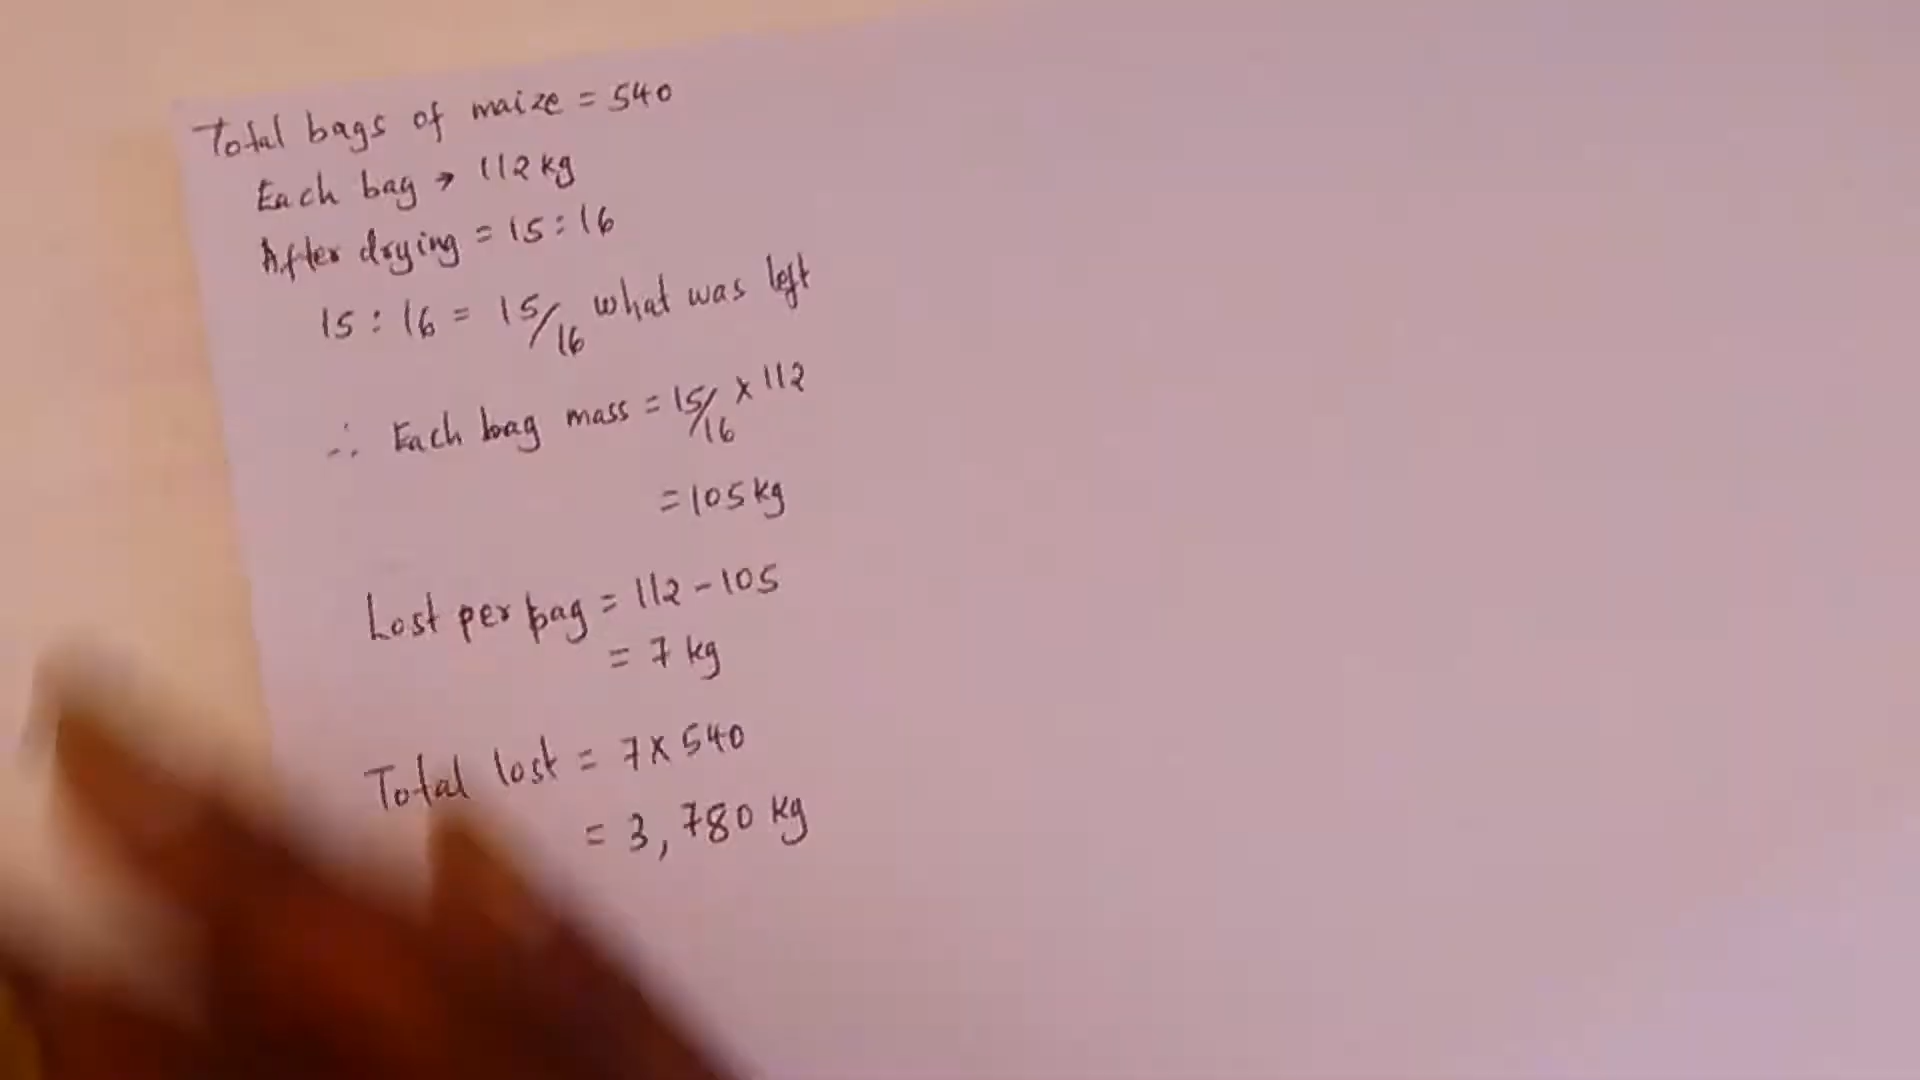 Total bags of maize = 540
Each bag → 112 kg
After drying = 15 : 16
15 : 16 = 15/16 what was left
∴ Each bag mass = 15/16 x 112
= 105 kg
Lost per bag = 112 - 105
= 7 kg
Total lost = 7 x 540
= 3, 780 kg